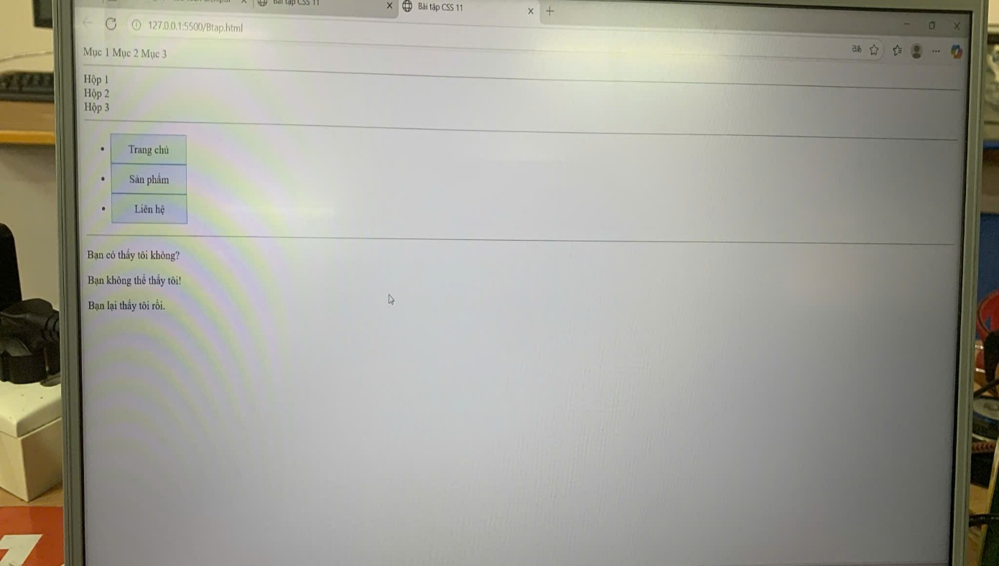 Bài tập CSS 11
Bài tập CSS 11
127.0.0.1:5500/Btap.html
Mục 1 Mục 2 Mục 3
Hộp 1
Hộp 2
Hộp 3
Trang chủ
Sản phẩm
Liên hệ
Bạn có thấy tôi không?
Bạn không thể thấy tôi!
Bạn lại thấy tôi rồi.